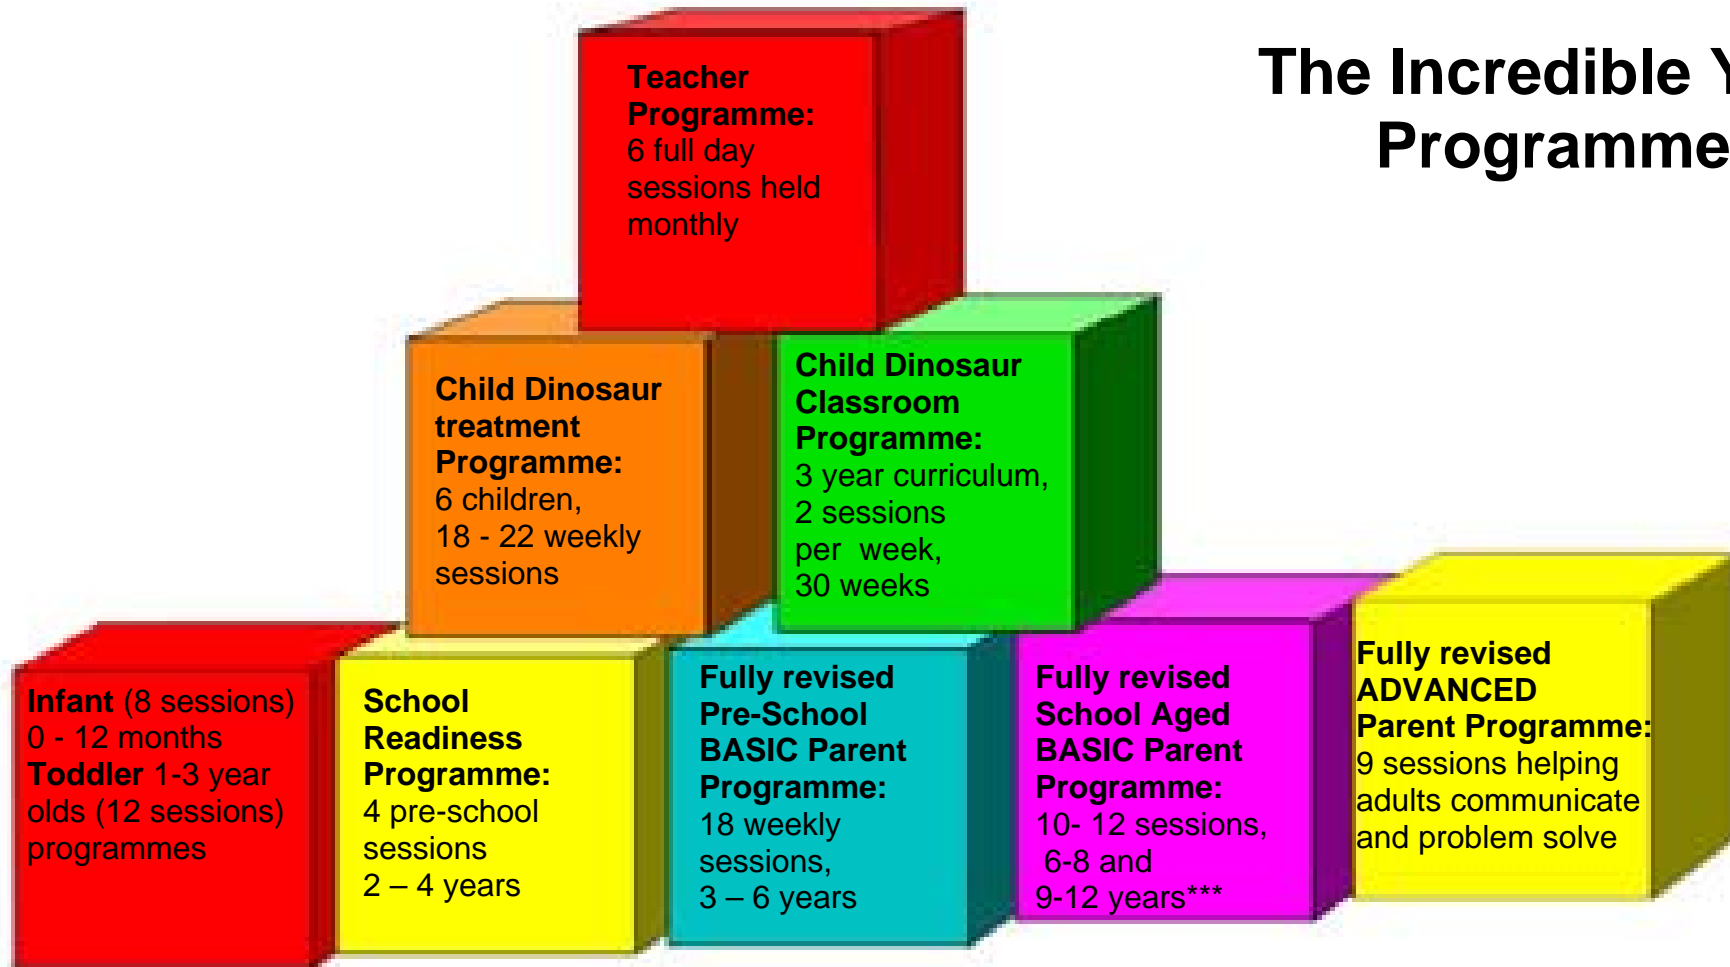 The Incredible Y
Programme
Teacher
Programme:
6 full day
sessions held
monthly
Child Dinosaur
treatment
Programme:
6 children,
18 - 22 weekly
sessions
Child Dinosaur
Classroom
Programme:
3 year curriculum,
2 sessions
per week,
30 weeks
Infant (8 sessions)
0 - 12 months
Toddler 1-3 year
olds (12 sessions)
programmes
School
Readiness
Programme:
4 pre-school
sessions
2 – 4 years
Fully revised
Pre-School
BASIC Parent
Programme:
18 weekly
sessions,
3 – 6 years
Fully revised
School Aged
BASIC Parent
Programme:
10- 12 sessions,
6-8 and
9-12 years***
Fully revised
ADVANCED
Parent Programme:
9 sessions helping
adults communicate
and problem solve